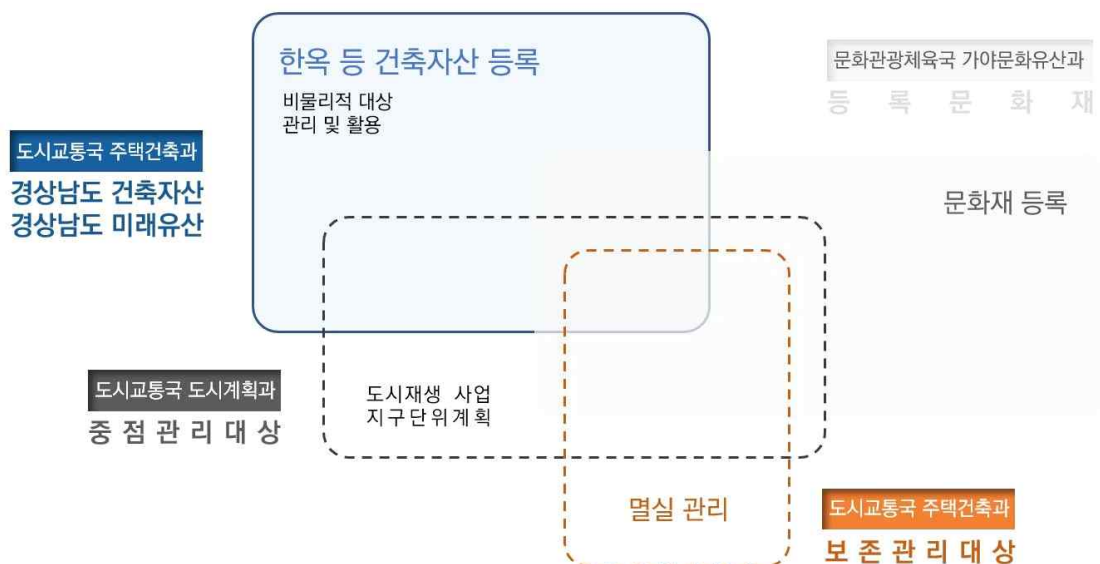 한옥 등 건축자산 등록
비물리적 대상
관리 및 활용
문화관광체육국 가야문화유산과
등록문화재
도시교통국 주택건축과
경상남도 건축자산
경상남도 미래유산
문화재 등록
도시교통국 도시계획과
중점관리대상
도시재생 사업
지구단위계획
멸실 관리
도시교통국 주택건축과
보존관리대상